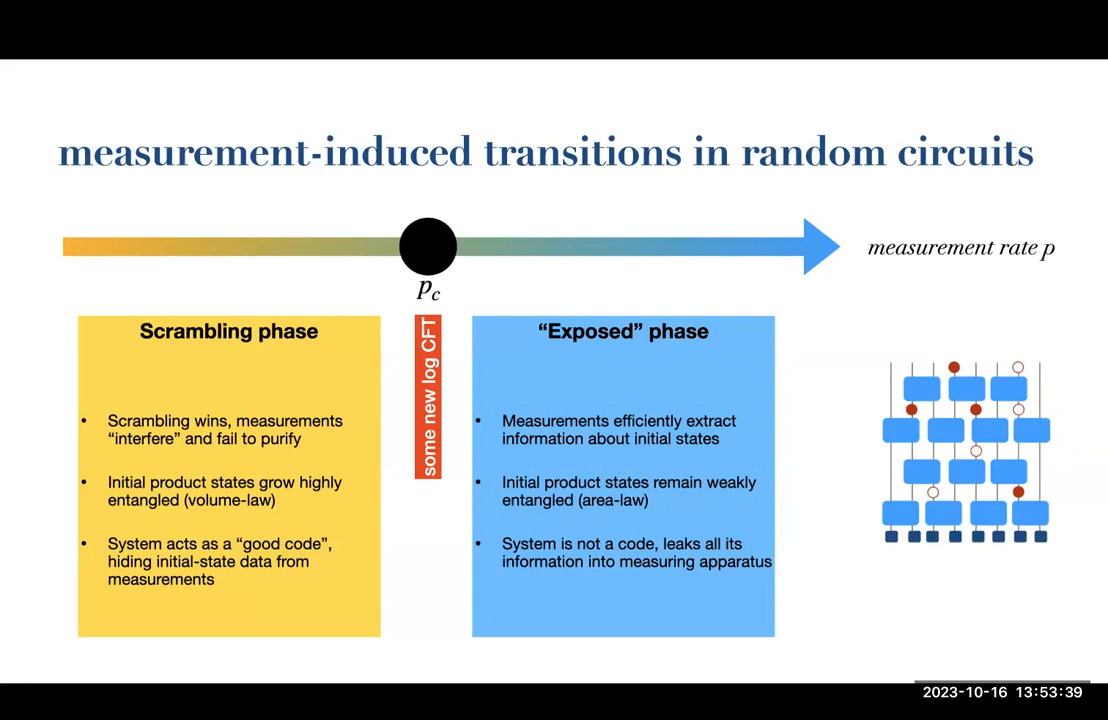 measurement-induced transitions in random circuits
measurement rate p
p_c
Scrambling phase
• Scrambling wins, measurements
“interfere” and fail to purify
• Initial product states grow highly
entangled (volume-law)
• System acts as a “good code”,
hiding initial-state data from
measurements
some new log CFT
“Exposed” phase
• Measurements efficiently extract
information about initial states
• Initial product states remain weakly
entangled (area-law)
• System is not a code, leaks all its
information into measuring apparatus
2023-10-16 13:53:39